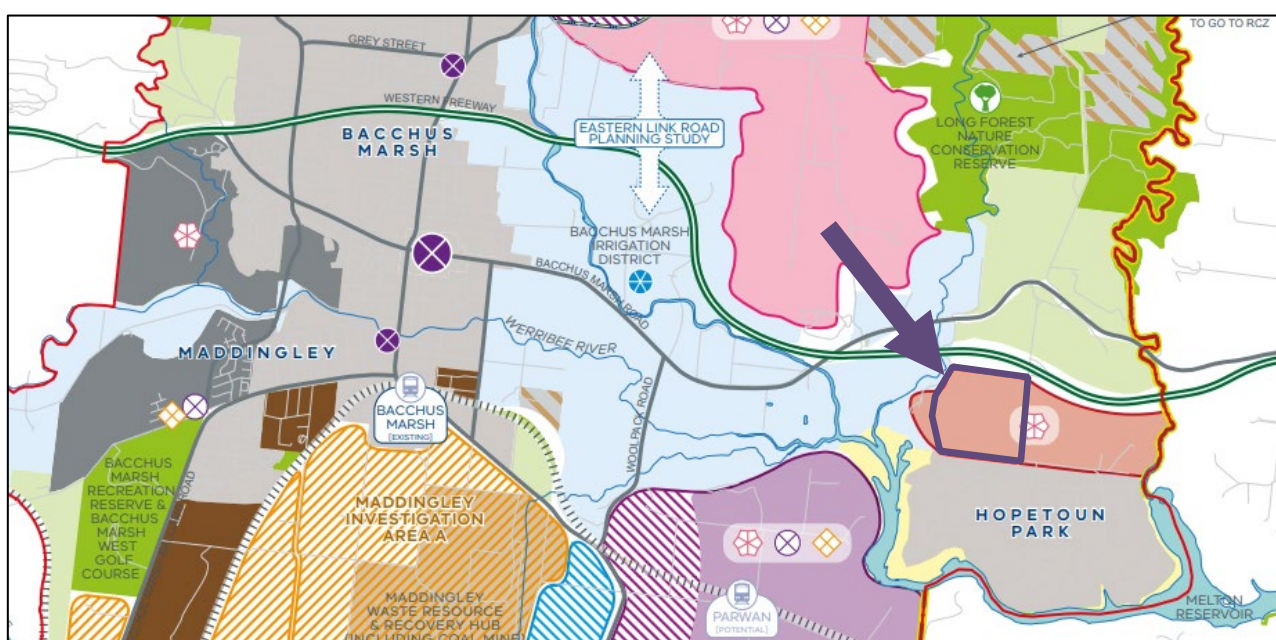 TO GO TO RCZ
GREY STREET
WESTERN FREEWAY
BACCHUS
MARSH
EASTERN LINK ROAD
PLANNING STUDY
LONG FOREST
NATURE
CONSERVATION
RESERVE
BACCHUS MARSH
IRRIGATION
DISTRICT
BACCHUS MARSH ROAD
WERRIBEE RIVER
MADDINGLEY
BACCHUS
MARSH
[EXISTING]
WOOLPACK ROAD
ROAD
BACCHUS
MARSH
RECREATION
RESERVE &
BACCHUS
MARSH
WEST
GOLF
COURSE
MADDINGLEY
INVESTIGATION
AREA A
HOPETOUN
PARK
MADDINGLEY
WASTE RESOURCE
& RECOVERY HUB
(INCLUDING COAL MINE)
PARWAN
[POTENTIAL]
MELTON
RESERVOIR